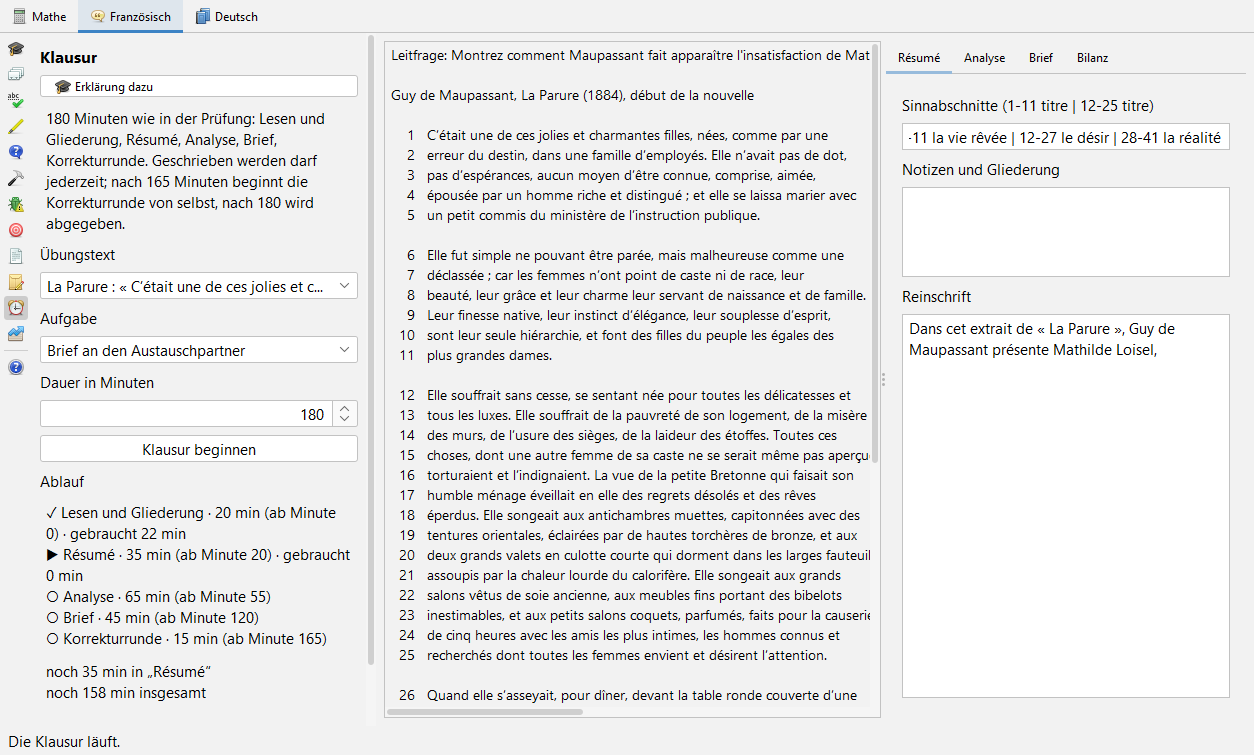 Mathe
Französisch
Deutsch
Klausur
Erklärung dazu
180 Minuten wie in der Prüfung: Lesen und
Gliederung, Résumé, Analyse, Brief,
Korrekturrunde. Geschrieben werden darf
jederzeit; nach 165 Minuten beginnt die
Korrekturrunde von selbst, nach 180 wird
abgegeben.
Übungstext
La Parure : « C’était une de ces jolies et c...
Aufgabe
Brief an den Austauschpartner
Dauer in Minuten
180
Klausur beginnen
Ablauf
✓ Lesen und Gliederung · 20 min (ab Minute
0) · gebraucht 22 min
▶ Résumé · 35 min (ab Minute 20) · gebraucht
0 min
○ Analyse · 65 min (ab Minute 55)
○ Brief · 45 min (ab Minute 120)
○ Korrekturrunde · 15 min (ab Minute 165)
noch 35 min in „Résumé“
noch 158 min insgesamt
Die Klausur läuft.
Leitfrage: Montrez comment Maupassant fait apparaître l'insatisfaction de Mat
Guy de Maupassant, La Parure (1884), début de la nouvelle
1 C’était une de ces jolies et charmantes filles, nées, comme par une
2 erreur du destin, dans une famille d’employés. Elle n’avait pas de dot,
3 pas d’espérances, aucun moyen d’être connue, comprise, aimée,
4 épousée par un homme riche et distingué ; et elle se laissa marier avec
5 un petit commis du ministère de l’instruction publique.
6 Elle fut simple ne pouvant être parée, mais malheureuse comme une
7 déclassée ; car les femmes n’ont point de caste ni de race, leur
8 beauté, leur grâce et leur charme leur servant de naissance et de famille.
9 Leur finesse native, leur instinct d’élégance, leur souplesse d’esprit,
10 sont leur seule hiérarchie, et font des filles du peuple les égales des
11 plus grandes dames.
12 Elle souffrait sans cesse, se sentant née pour toutes les délicatesses et
13 tous les luxes. Elle souffrait de la pauvreté de son logement, de la misère
14 des murs, de l’usure des sièges, de la laideur des étoffes. Toutes ces
15 choses, dont une autre femme de sa caste ne se serait même pas aperçu
16 torturaient et l’indignaient. La vue de la petite Bretonne qui faisait son
17 humble ménage éveillait en elle des regrets désolés et des rêves
18 éperdus. Elle songeait aux antichambres muettes, capitonnées avec des
19 tentures orientales, éclairées par de hautes torchères de bronze, et aux
20 deux grands valets en culotte courte qui dorment dans les larges fauteuil
21 assoupis par la chaleur lourde du calorifère. Elle songeait aux grands
22 salons vêtus de soie ancienne, aux meubles fins portant des bibelots
23 inestimables, et aux petits salons coquets, parfumés, faits pour la causerie
24 de cinq heures avec les amis les plus intimes, les hommes connus et
25 recherchés dont toutes les femmes envient et désirent l’attention.
26 Quand elle s’asseyait, pour dîner, devant la table ronde couverte d’une
Résumé
Analyse
Brief
Bilanz
Sinnabschnitte (1-11 titre | 12-25 titre)
-11 la vie rêvée | 12-27 le désir | 28-41 la réalité
Notizen und Gliederung
Reinschrift
Dans cet extrait de « La Parure », Guy de
Maupassant présente Mathilde Loisel,